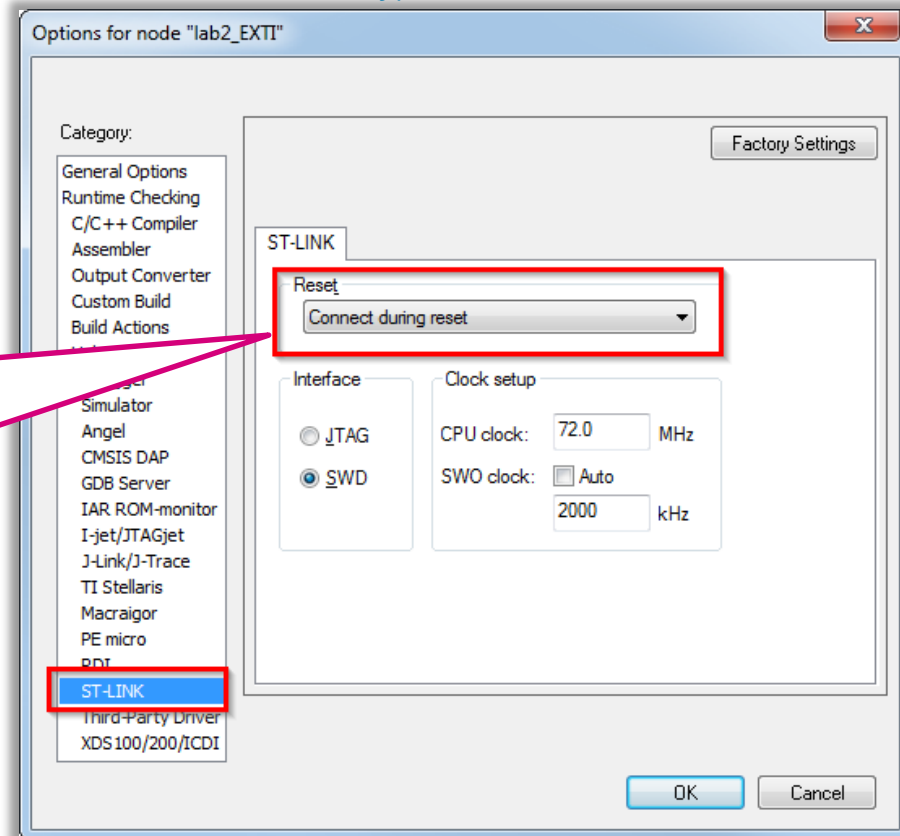 Options for node "lab2_EXTI"
Category:
Factory Settings
General Options
Runtime Checking
C/C++ Compiler
Assembler
Output Converter
Custom Build
Build Actions
Simulator
Angel
CMSIS DAP
GDB Server
IAR ROM-monitor
I-jet/JTAGjet
J-Link/J-Trace
TI Stellaris
Macraigor
PE micro
RDI
ST-LINK
Third-Party Driver
XDS100/200/ICDI
ST-LINK
Reset
Connect during reset
Interface
JTAG
SWD
Clock setup
CPU clock: 72.0 MHz
SWO clock: Auto
2000 kHz
OK Cancel